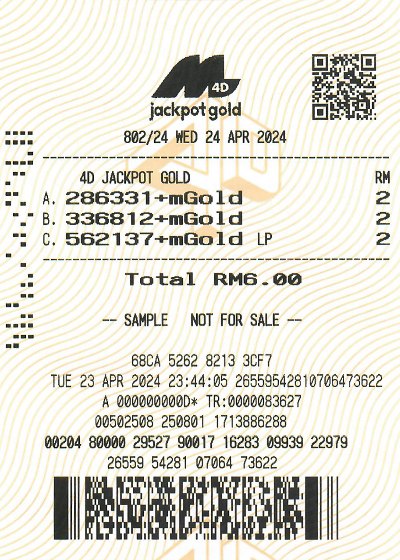 M 4D
jackpot gold
802/24 WED 24 APR 2024
4D JACKPOT GOLD RM
A. 286331+mGold 2
B. 336812+mGold 2
C. 562137+mGold LP 2
Total RM6.00
-- SAMPLE NOT FOR SALE --
68CA 5262 8213 3CF7
TUE 23 APR 2024 23:44:05 26559542810706473622
A 000000000D* TR:0000083627
00502508 250801 1713886288
00204 80000 29527 90017 16283 09939 22979
26559 54281 07064 73622